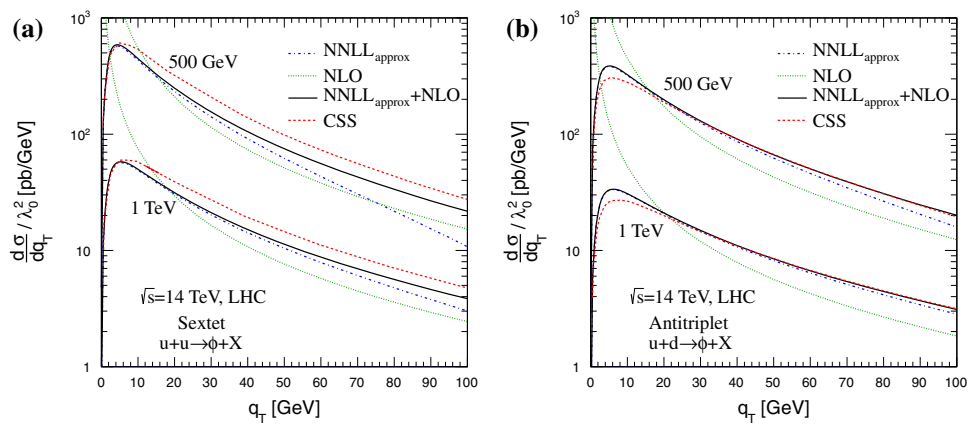 (a)
dσ/dq_T / λ₀² [pb/GeV]
10³
10²
10
1
500 GeV
1 TeV
NNLL_approx
NLO
NNLL_approx+NLO
CSS
√s=14 TeV, LHC
Sextet
u+u→ϕ+X
0 10 20 30 40 50 60 70 80 90 100
q_T [GeV]
(b)
dσ/dq_T / λ₀² [pb/GeV]
10³
10²
10
1
500 GeV
1 TeV
NNLL_approx
NLO
NNLL_approx+NLO
CSS
√s=14 TeV, LHC
Antitriplet
u+d→ϕ+X
0 10 20 30 40 50 60 70 80 90 100
q_T [GeV]